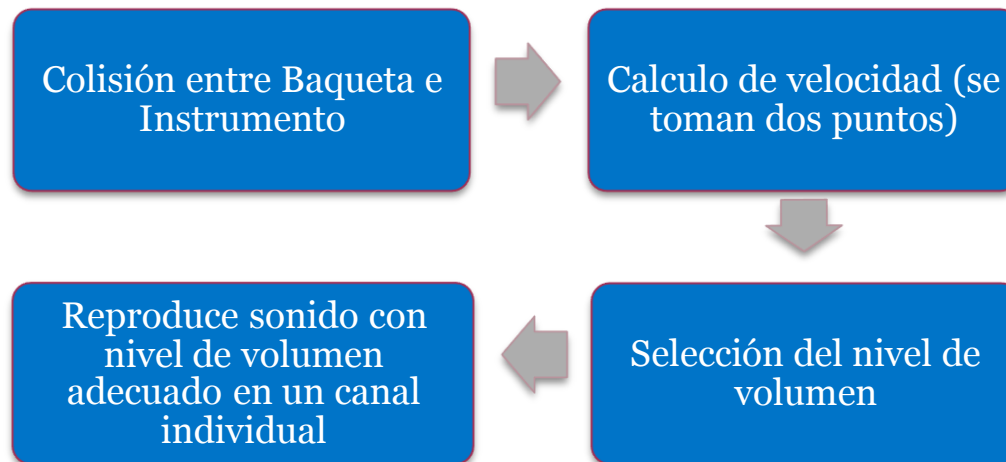 Colisión entre Baqueta e
Instrumento
Calculo de velocidad (se
toman dos puntos)
Selección del nivel de
volumen
Reproduce sonido con
nivel de volumen
adecuado en un canal
individual